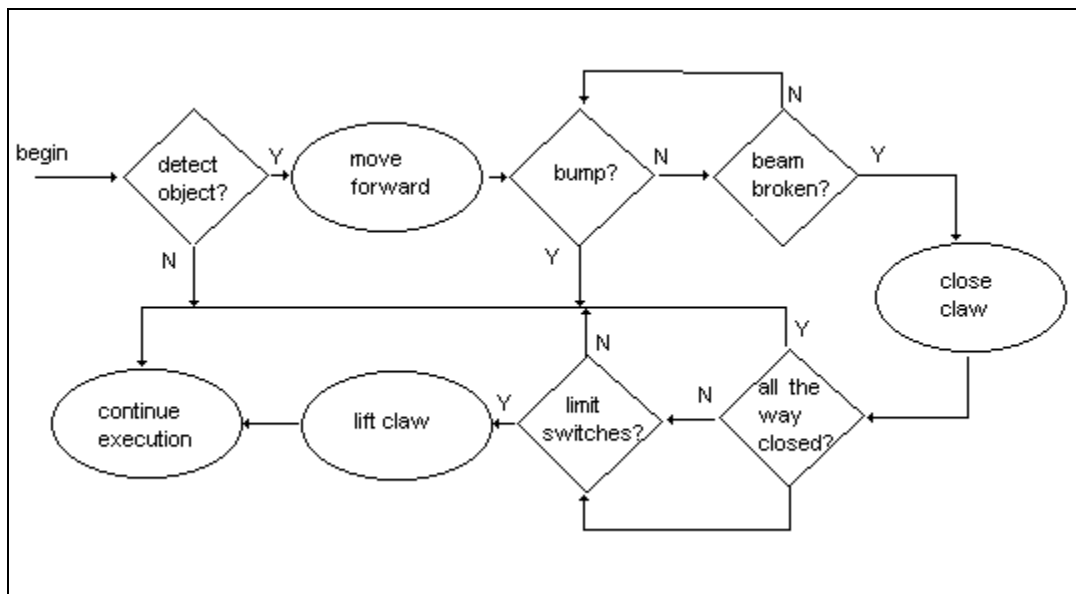 begin
detect
object?
Y
N
move
forward
bump?
N
Y
beam
broken?
N
Y
close
claw
all the
way
closed?
Y
N
limit
switches?
N
Y
lift claw
continue
execution